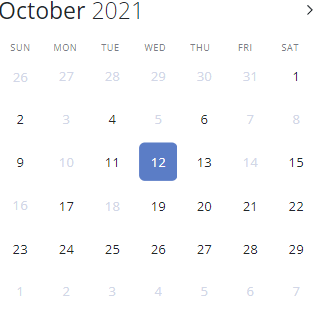 October 2021
SUN MON TUE WED THU FRI SAT
26 27 28 29 30 31 1
2 3 4 5 6 7 8
9 10 11 12 13 14 15
16 17 18 19 20 21 22
23 24 25 26 27 28 29
1 2 3 4 5 6 7